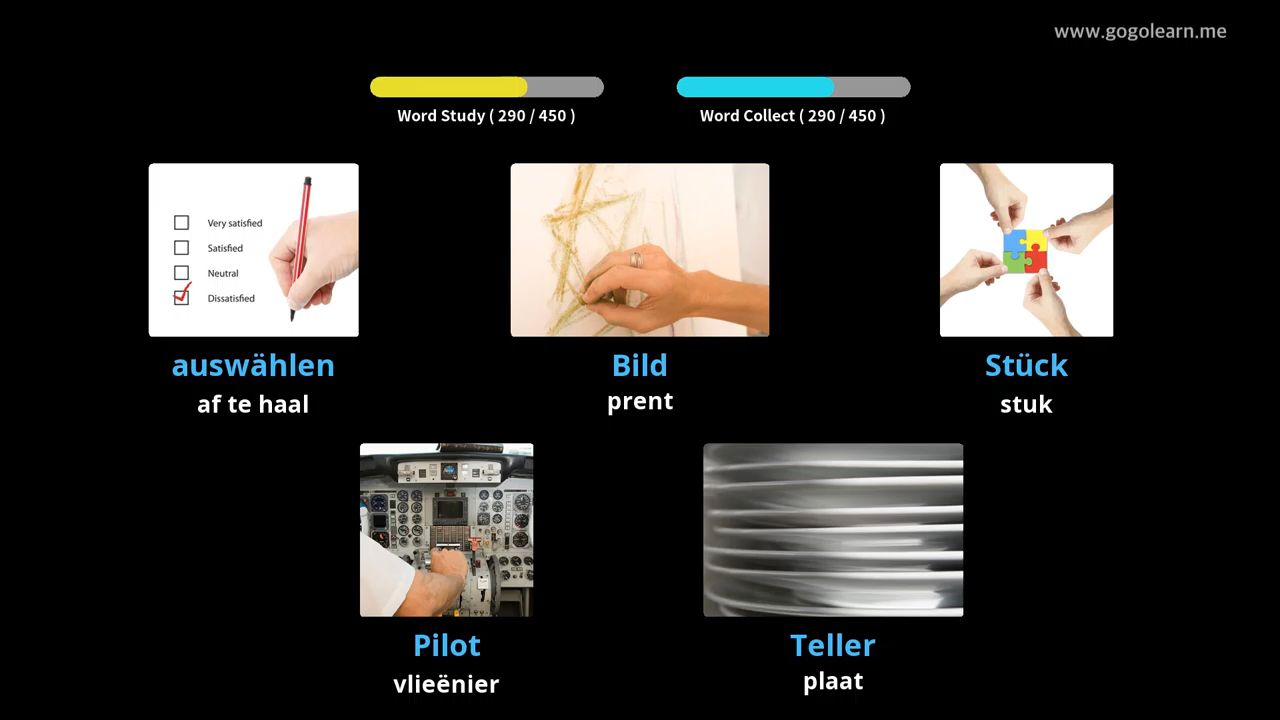 www.gogolearn.me
Word Study ( 290 / 450 )
Word Collect ( 290 / 450 )
Very satisfied
Satisfied
Neutral
Dissatisfied
auswählen
af te haal
Bild
prent
Stück
stuk
Pilot
vlieënier
Teller
plaat